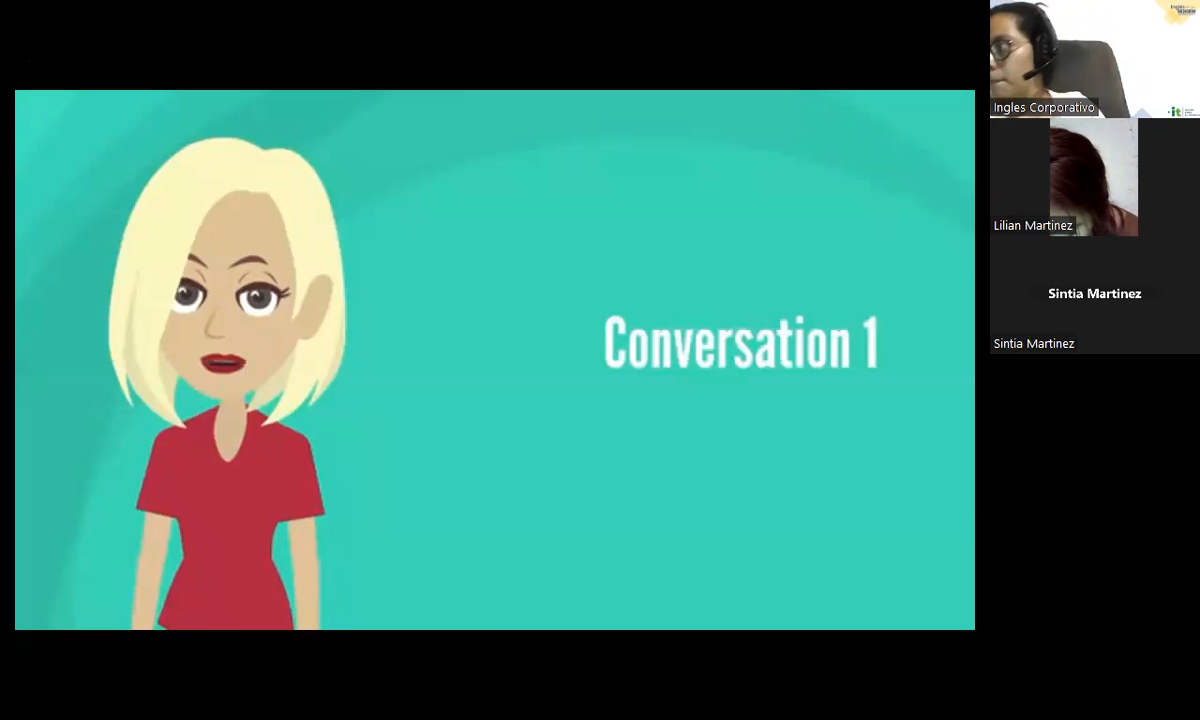 Conversation 1
Ingles Corporativo
Lilian Martinez
Sintia Martinez
Sintia Martinez